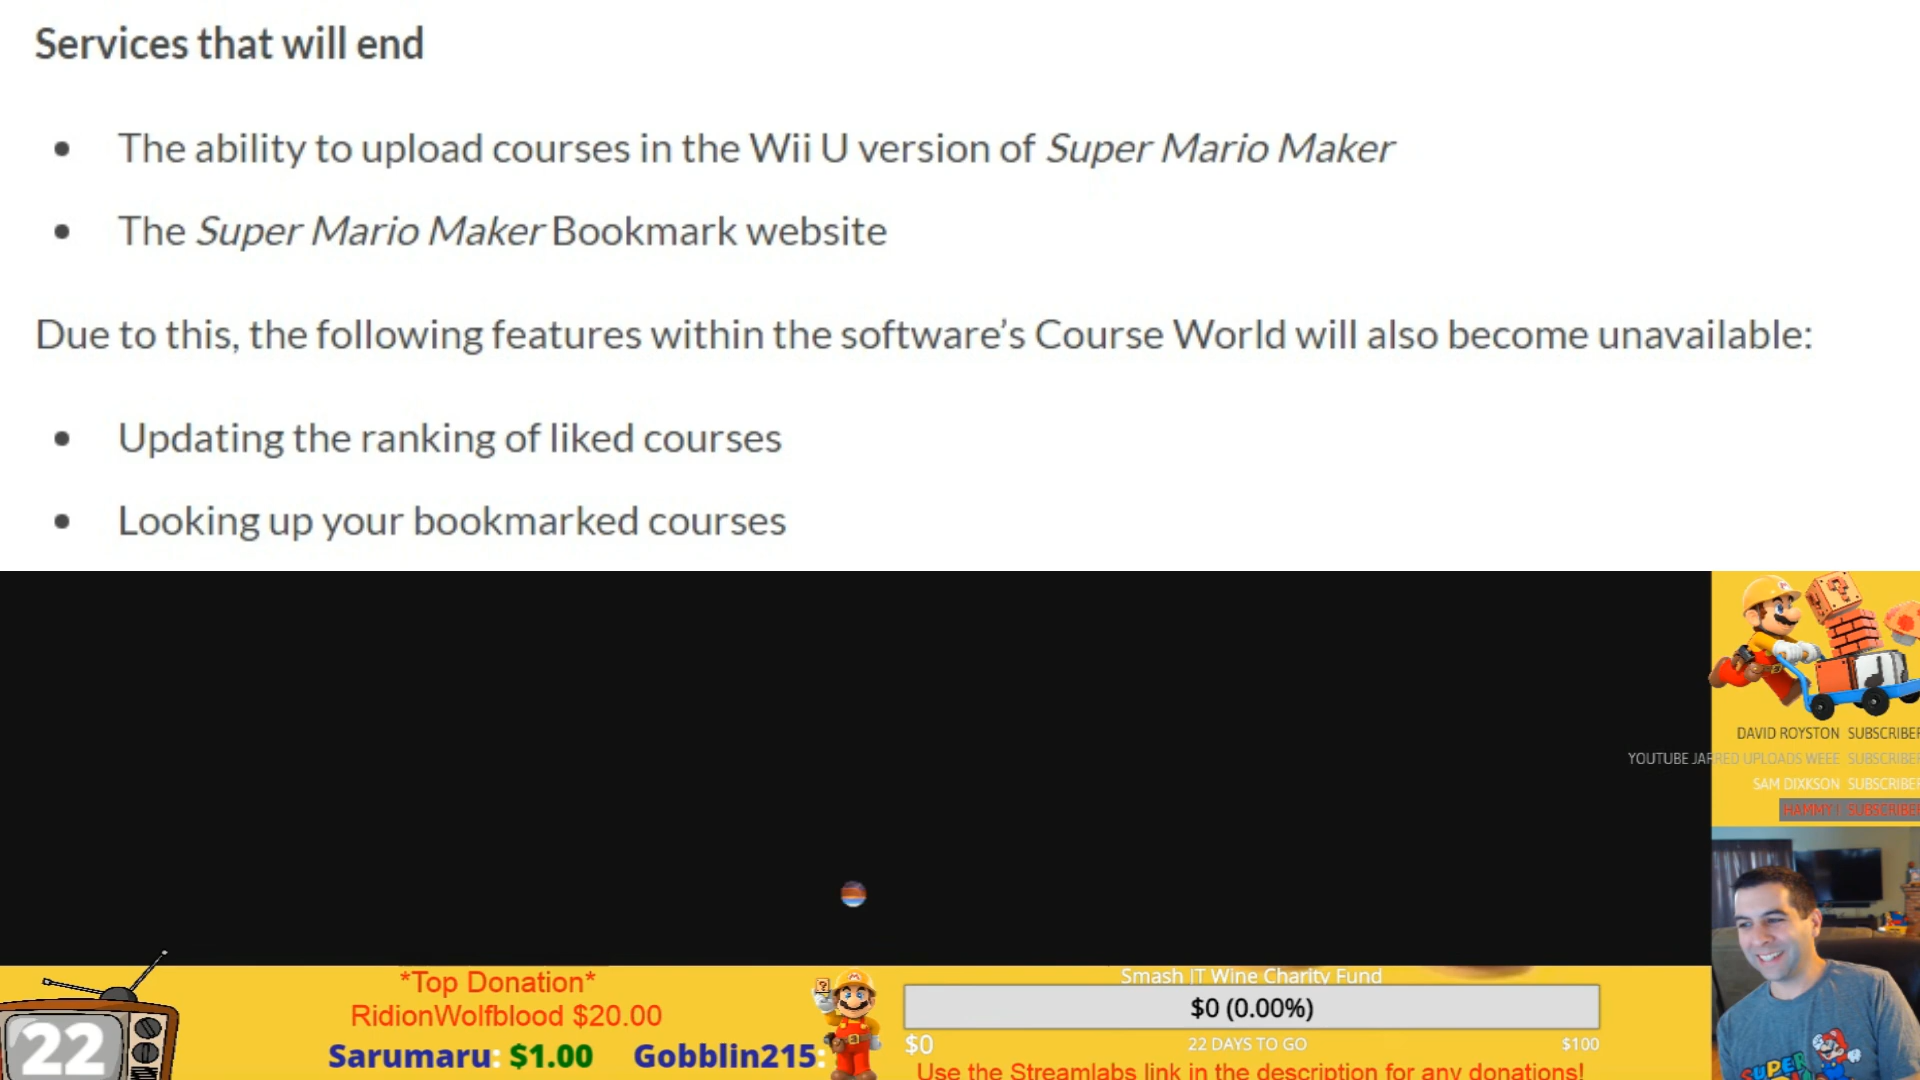 Services that will end
• The ability to upload courses in the Wii U version of Super Mario Maker
• The Super Mario Maker Bookmark website
Due to this, the following features within the software's Course World will also become unavailable:
• Updating the ranking of liked courses
• Looking up your bookmarked courses
DAVID ROYSTON SUBSCRIBER
YOUTUBE JARRED UPLOADS WEEE SUBSCRIBER
SAM DIXKSON SUBSCRIBER
HAMMY! SUBSCRIBER
*Top Donation*
RidionWolfblood $20.00
Sarumaru: $1.00 Gobblin215:
22
Smash IT Wine Charity Fund
$0 (0.00%)
$0 22 DAYS TO GO $100
Use the Streamlabs link in the description for any donations!
SUPER